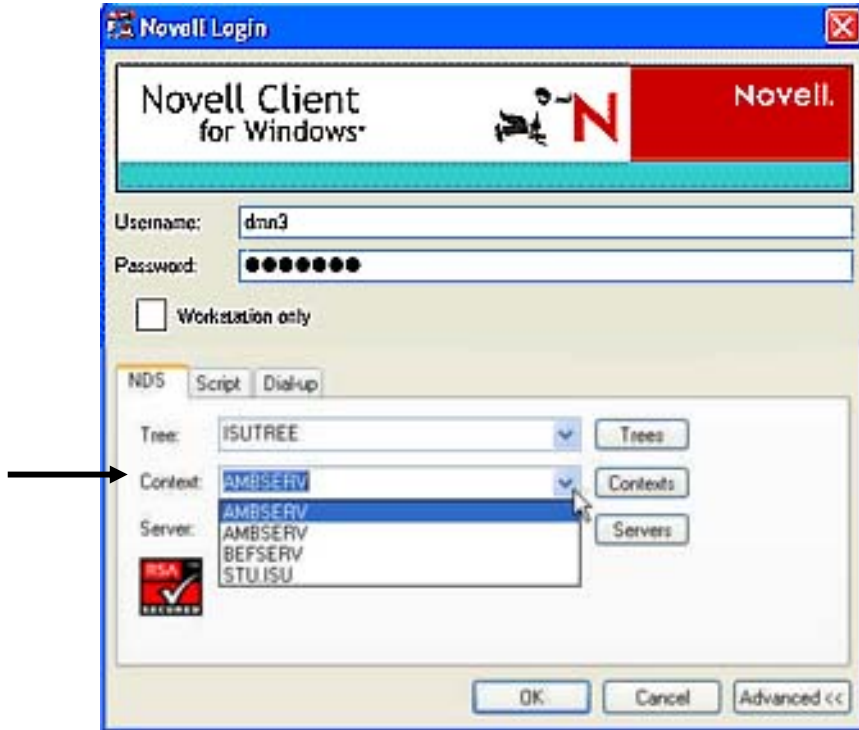 Novell Login
Novell Client
for Windows*
N
Novell.
Username: dmn3
Password: ●●●●●●●
Workstation only
NDS Script Dial-up
Tree: ISUTREE Trees
Context: AMBSERV Contexts
Server: Servers
AMBSERV
AMBSERV
BEFSERV
STU.ISU
RSA
SECURED
OK Cancel Advanced <<